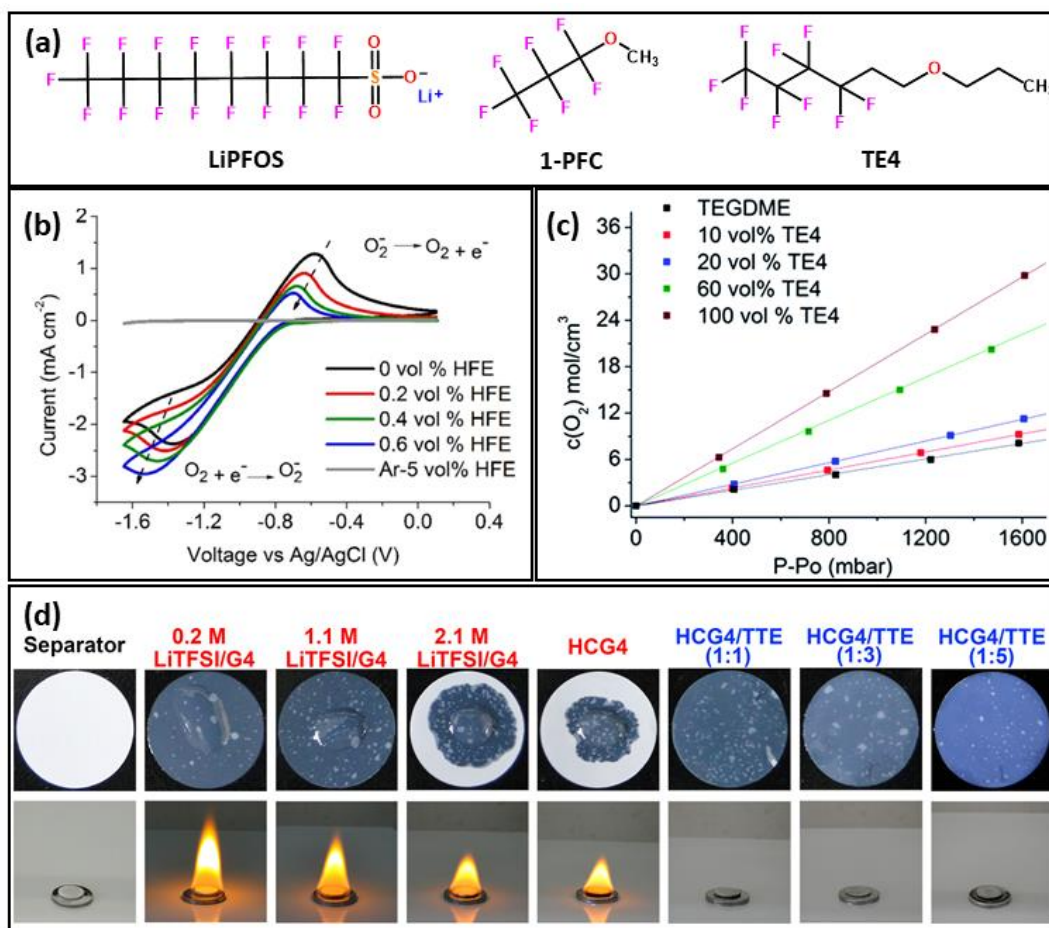 (a)
F F F F F F F F O
F S O⁻
Li⁺
F F F F F F F F O
F F F O CH₃
F F F F
F F F F F O CH₃
F F F F
LiPFOS 1-PFC TE4
(b)
2
1
0
-1
-2
-3
Current (mA cm⁻²)
O₂⁻ → O₂ + e⁻
0 vol % HFE
0.2 vol % HFE
0.4 vol % HFE
0.6 vol % HFE
Ar-5 vol% HFE
O₂ + e⁻ → O₂⁻
-1.6 -1.2 -0.8 -0.4 0.0 0.4
Voltage vs Ag/AgCl (V)
(c)
TEGDME
10 vol% TE4
20 vol % TE4
60 vol% TE4
100 vol % TE4
36
30
24
18
12
6
0
c(O₂) mol/cm³
0 400 800 1200 1600
P-Po (mbar)
(d)
Separator
0.2 M
LiTFSI/G4
1.1 M
LiTFSI/G4
2.1 M
LiTFSI/G4
HCG4
HCG4/TTE
(1:1)
HCG4/TTE
(1:3)
HCG4/TTE
(1:5)